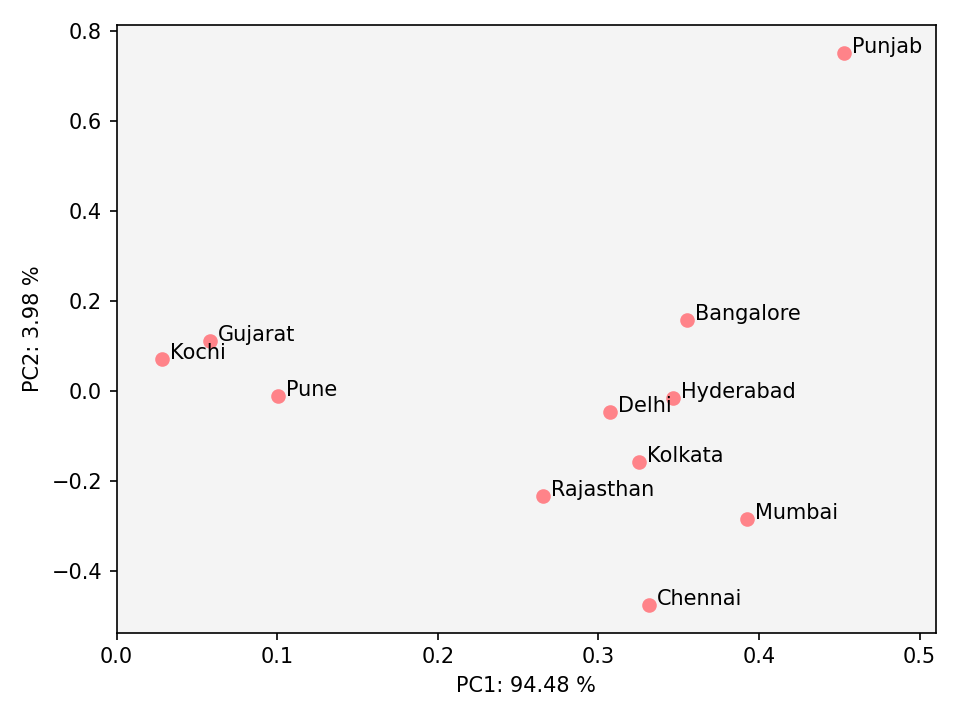 0.8
Punjab
0.6
0.4
0.2
Bangalore
Gujarat
Kochi
0.0
Pune
Hyderabad
Delhi
Kolkata
−0.2
Rajasthan
Mumbai
−0.4
Chennai
PC2: 3.98 %
0.0 0.1 0.2 0.3 0.4 0.5
PC1: 94.48 %